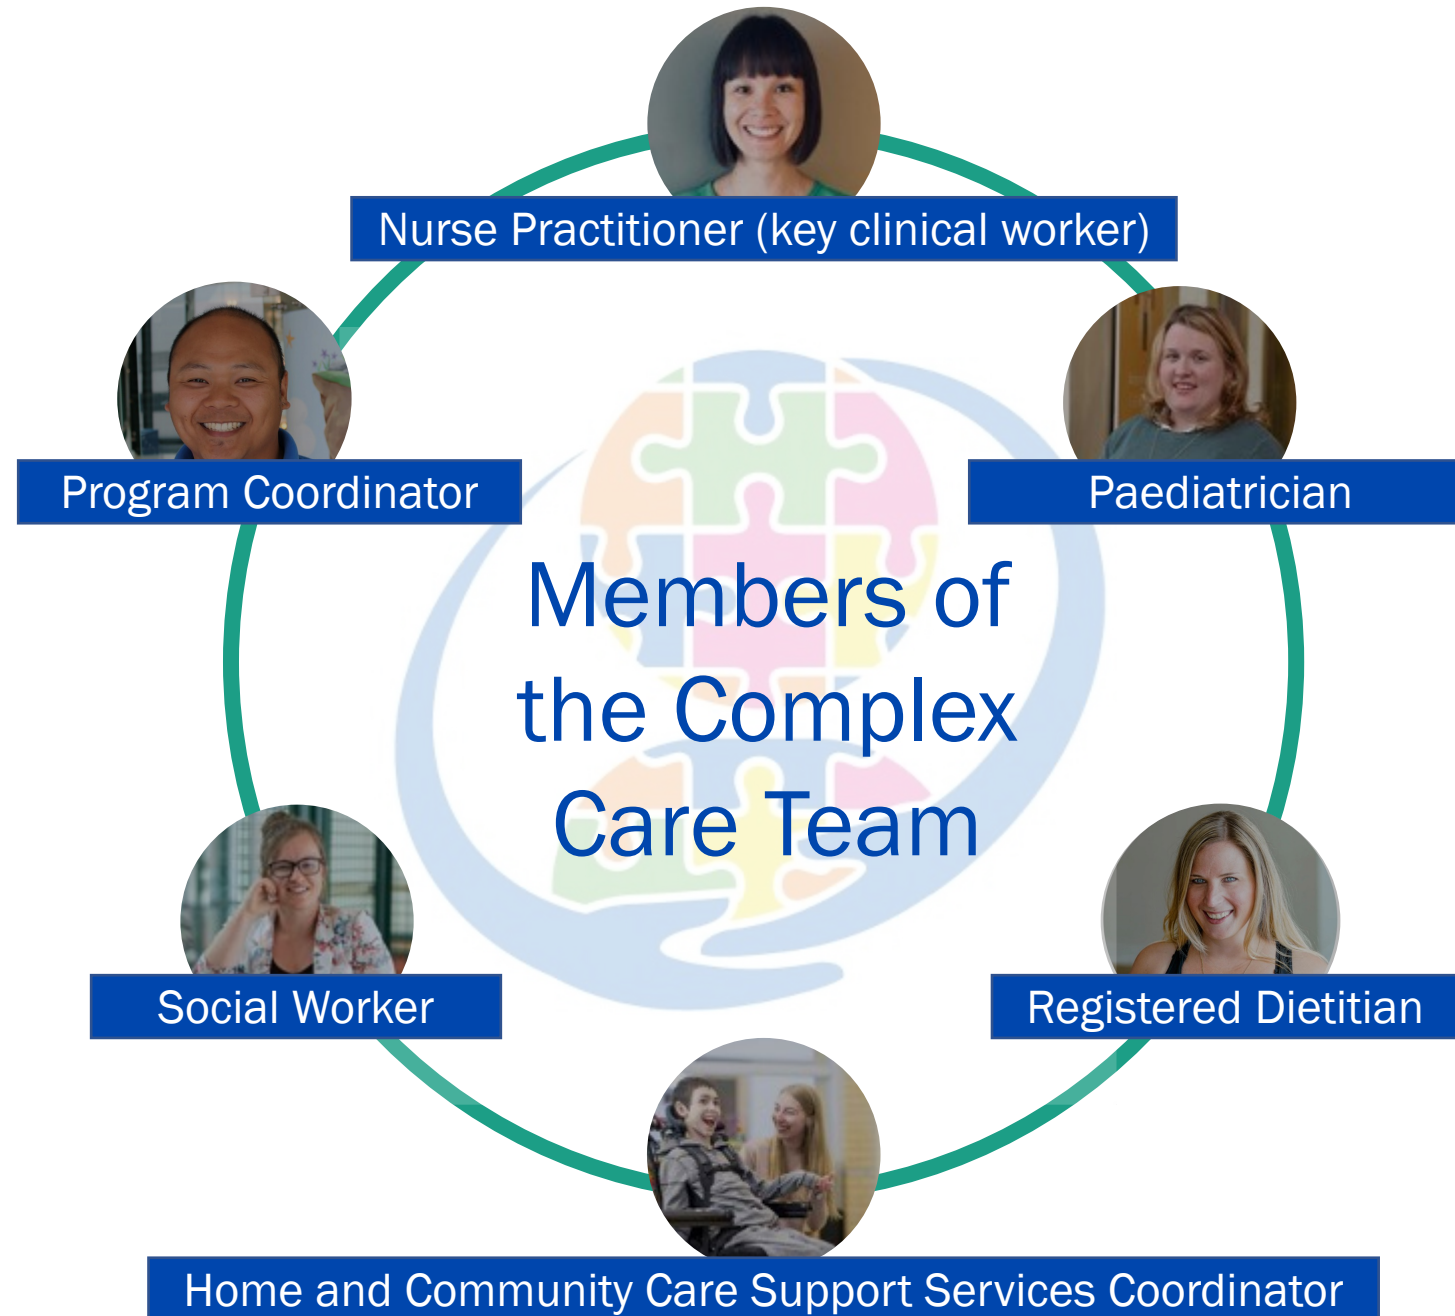 Nurse Practitioner (key clinical worker)
Program Coordinator
Paediatrician
Members of
the Complex
Care Team
Social Worker
Registered Dietitian
Home and Community Care Support Services Coordinator